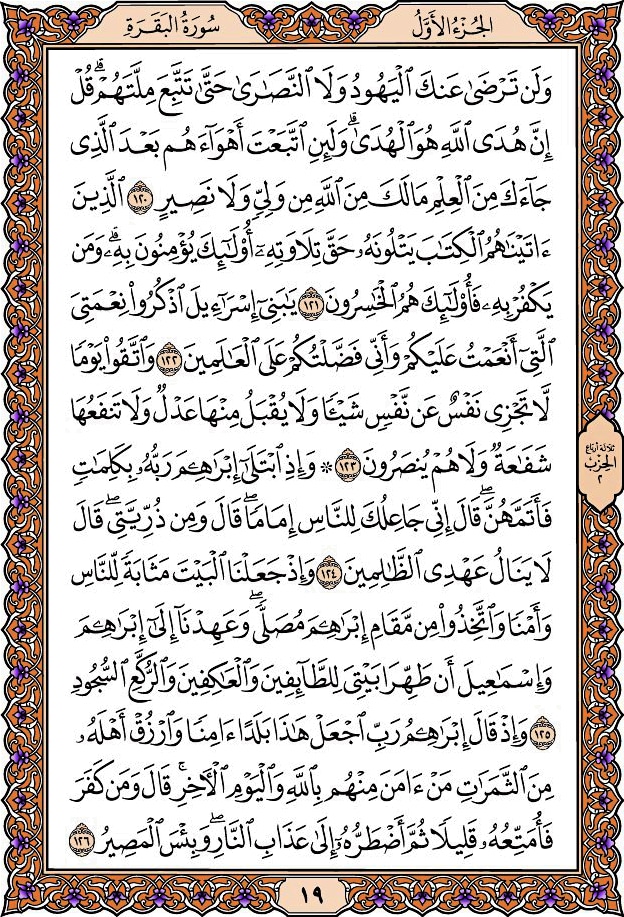 الجُزْءُ الأَوَّلُ
سُورَةُ البَقَرَةِ
وَلَن تَرْضَىٰ عَنكَ ٱلْيَهُودُ وَلَا ٱلنَّصَٰرَىٰ حَتَّىٰ تَتَّبِعَ مِلَّتَهُمْ ۗ قُلْ
إِنَّ هُدَى ٱللَّهِ هُوَ ٱلْهُدَىٰ ۗ وَلَئِنِ ٱتَّبَعْتَ أَهْوَآءَهُم بَعْدَ ٱلَّذِى
جَآءَكَ مِنَ ٱلْعِلْمِ مَالَكَ مِنَ ٱللَّهِ مِن وَلِىٍّ وَلَا نَصِيرٍ ١٢٠ ٱلَّذِينَ
ءَاتَيْنَٰهُمُ ٱلْكِتَٰبَ يَتْلُونَهُۥ حَقَّ تِلَاوَتِهِۦٓ أُو۟لَٰٓئِكَ يُؤْمِنُونَ بِهِۦ ۗ وَمَن
يَكْفُرْ بِهِۦ فَأُو۟لَٰٓئِكَ هُمُ ٱلْخَٰسِرُونَ ١٢١ يَٰبَنِىٓ إِسْرَٰٓءِيلَ ٱذْكُرُوا۟ نِعْمَتِىَ
ٱلَّتِىٓ أَنْعَمْتُ عَلَيْكُمْ وَأَنِّى فَضَّلْتُكُمْ عَلَى ٱلْعَٰلَمِينَ ١٢٢ وَٱتَّقُوا۟ يَوْمًا
لَّا تَجْزِى نَفْسٌ عَن نَّفْسٍ شَيْـًٔا وَلَا يُقْبَلُ مِنْهَا عَدْلٌ وَلَا تَنفَعُهَا
شَفَٰعَةٌ وَلَا هُمْ يُنصَرُونَ ١٢٣ ۞ وَإِذِ ٱبْتَلَىٰٓ إِبْرَٰهِـۧمَ رَبُّهُۥ بِكَلِمَٰتٍ
فَأَتَمَّهُنَّ ۖ قَالَ إِنِّى جَاعِلُكَ لِلنَّاسِ إِمَامًا ۖ قَالَ وَمِن ذُرِّيَّتِى ۖ قَالَ
لَا يَنَالُ عَهْدِى ٱلظَّٰلِمِينَ ١٢٤ وَإِذْ جَعَلْنَا ٱلْبَيْتَ مَثَابَةً لِّلنَّاسِ
وَأَمْنًا وَٱتَّخِذُوا۟ مِن مَّقَامِ إِبْرَٰهِـۧمَ مُصَلًّى ۖ وَعَهِدْنَآ إِلَىٰٓ إِبْرَٰهِـۧمَ
وَإِسْمَٰعِيلَ أَن طَهِّرَا بَيْتِىَ لِلطَّآئِفِينَ وَٱلْعَٰكِفِينَ وَٱلرُّكَّعِ ٱلسُّجُودِ
١٢٥ وَإِذْ قَالَ إِبْرَٰهِـۧمُ رَبِّ ٱجْعَلْ هَٰذَا بَلَدًا ءَامِنًا وَٱرْزُقْ أَهْلَهُۥ
مِنَ ٱلثَّمَرَٰتِ مَنْ ءَامَنَ مِنْهُم بِٱللَّهِ وَٱلْيَوْمِ ٱلْءَاخِرِ ۖ قَالَ وَمَن كَفَرَ
فَأُمَتِّعُهُۥ قَلِيلًا ثُمَّ أَضْطَرُّهُۥٓ إِلَىٰ عَذَابِ ٱلنَّارِ ۖ وَبِئْسَ ٱلْمَصِيرُ ١٢٦
ثلاثة أرباع
الحزب
٢
١٩